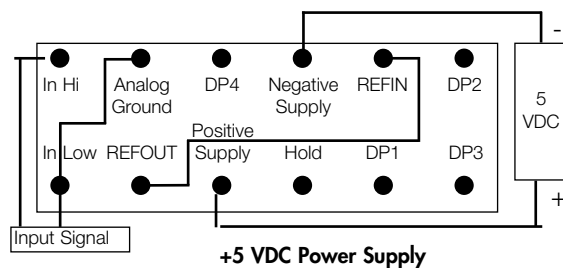 -
In Hi Analog Ground DP4 Negative Supply REFIN DP2
5 VDC
In Low REFOUT Positive Supply Hold DP1 DP3
+
Input Signal
+5 VDC Power Supply